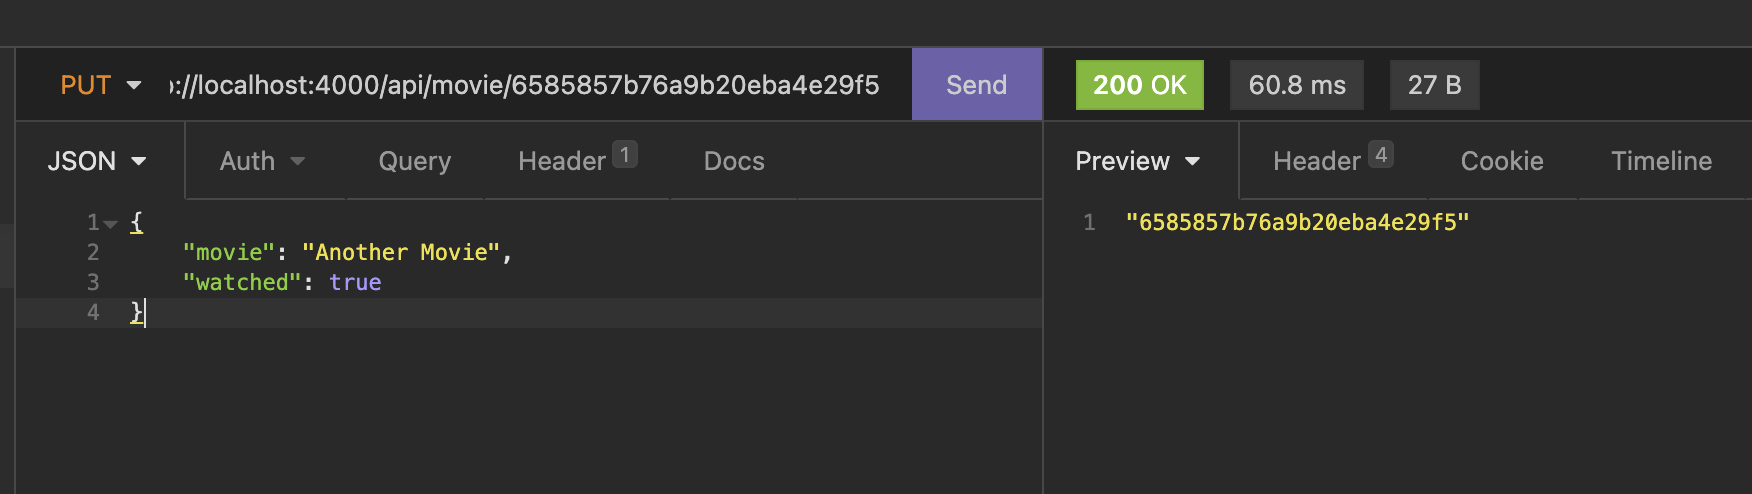 PUT ://localhost:4000/api/movie/6585857b76a9b20eba4e29f5 Send 200 OK 60.8 ms 27 B
JSON Auth Query Header 1 Docs Preview Header 4 Cookie Timeline
1 {
2 "movie": "Another Movie",
3 "watched": true
4 }
1 "6585857b76a9b20eba4e29f5"